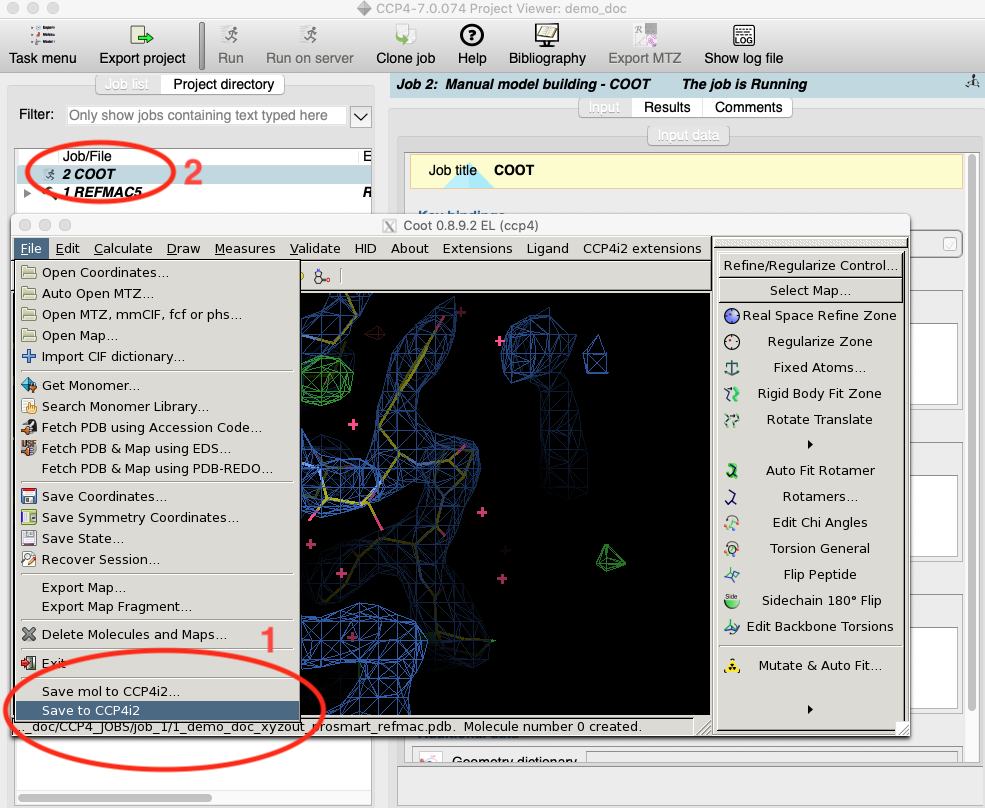 CCP4-7.0.074 Project Viewer: demo_doc
Task menu
Export project
Run
Run on server
Clone job
Help
Bibliography
Export MTZ
LOG
Show log file
Job list
Project directory
Filter:
Only show jobs containing text typed here
Job/File
E
2 COOT
1 REFMAC5
R
2
Job 2: Manual model building - COOT
The job is Running
Input
Results
Comments
Input data
Job title
COOT
Coot 0.8.9.2 EL (ccp4)
File
Edit
Calculate
Draw
Measures
Validate
HID
About
Extensions
Ligand
CCP4i2 extensions
Open Coordinates...
Auto Open MTZ...
Open MTZ, mmCIF, fcf or phs...
Open Map...
Import CIF dictionary...
Get Monomer...
Search Monomer Library...
Fetch PDB using Accession Code...
Fetch PDB & Map using EDS...
Fetch PDB & Map using PDB-REDO...
Save Coordinates...
Save Symmetry Coordinates...
Save State...
Recover Session...
Export Map...
Export Map Fragment...
Delete Molecules and Maps...
1
Exit
Save mol to CCP4i2...
Save to CCP4i2
..._doc/CCP4_JOBS/job_1/1_demo_doc_xyzout_prosmart_refmac.pdb. Molecule number 0 created.
Refine/Regularize Control...
Select Map...
Real Space Refine Zone
Regularize Zone
Fixed Atoms...
Rigid Body Fit Zone
Rotate Translate
Auto Fit Rotamer
Rotamers...
Edit Chi Angles
Torsion General
Flip Peptide
Side
Sidechain 180° Flip
Edit Backbone Torsions
Mutate & Auto Fit...
Geometry dictionary